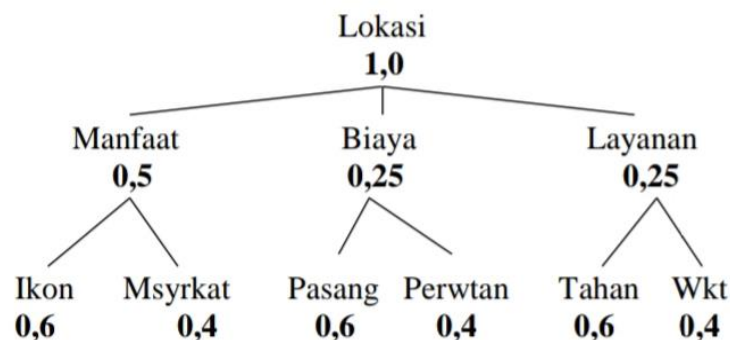 Lokasi
1,0
Manfaat Biaya Layanan
0,5 0,25 0,25
Ikon Msyrkat Pasang Perwtan Tahan Wkt
0,6 0,4 0,6 0,4 0,6 0,4